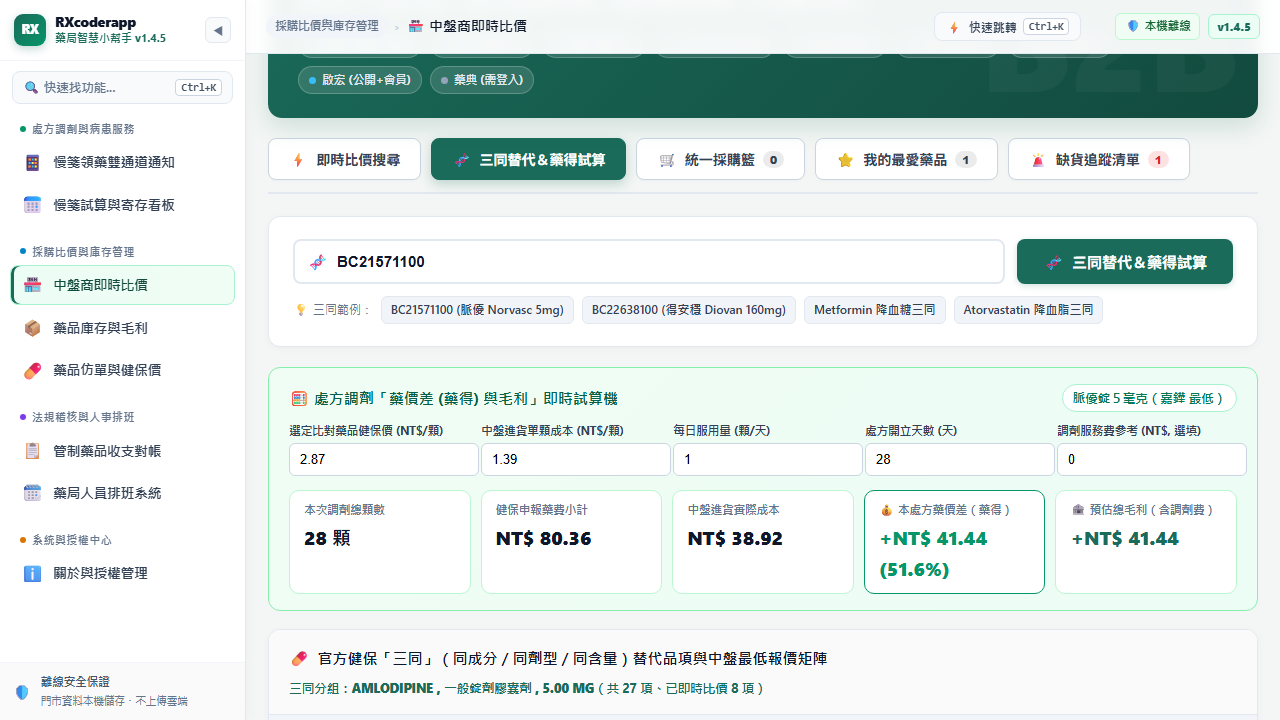 RX
RXcoderapp
藥局智慧小幫手 v1.4.5
◀
快速找功能... Ctrl+K
處方調劑與病患服務
慢箋領藥雙通道通知
慢箋試算與寄存看板
採購比價與庫存管理
中盤商即時比價
藥品庫存與毛利
藥品仿單與健保價
法規稽核與人事排班
管制藥品收支對帳
藥局人員排班系統
系統與授權中心
關於與授權管理
離線安全保證
門市資料本機儲存 · 不上傳雲端
採購比價與庫存管理 › 中盤商即時比價
快速跳轉 Ctrl+K
本機離線
v1.4.5
啟宏 (公開+會員)
藥典 (需登入)
B2B
即時比價搜尋
三同替代&藥得試算
統一採購籃 0
我的最愛藥品 1
缺貨追蹤清單 1
BC21571100
三同替代&藥得試算
三同範例：
BC21571100 (脈優 Norvasc 5mg)
BC22638100 (得安穩 Diovan 160mg)
Metformin 降血糖三同
Atorvastatin 降血脂三同
處方調劑「藥價差 (藥得) 與毛利」即時試算機
脈優錠５毫克（嘉鏵 最低）
選定比對藥品健保價 (NT$/顆)
2.87
中盤進貨單顆成本 (NT$/顆)
1.39
每日服用量 (顆/天)
1
處方開立天數 (天)
28
調劑服務費參考 (NT$, 選填)
0
本次調劑總顆數
28 顆
健保申報藥費小計
NT$ 80.36
中盤進貨實際成本
NT$ 38.92
本處方藥價差（藥得）
+NT$ 41.44
(51.6%)
預估總毛利（含調劑費）
+NT$ 41.44
官方健保「三同」（同成分 / 同劑型 / 同含量）替代品項與中盤最低報價矩陣
三同分組：AMLODIPINE , 一般錠劑膠囊劑 , 5.00 MG（共 27 項、已即時比價 8 項）